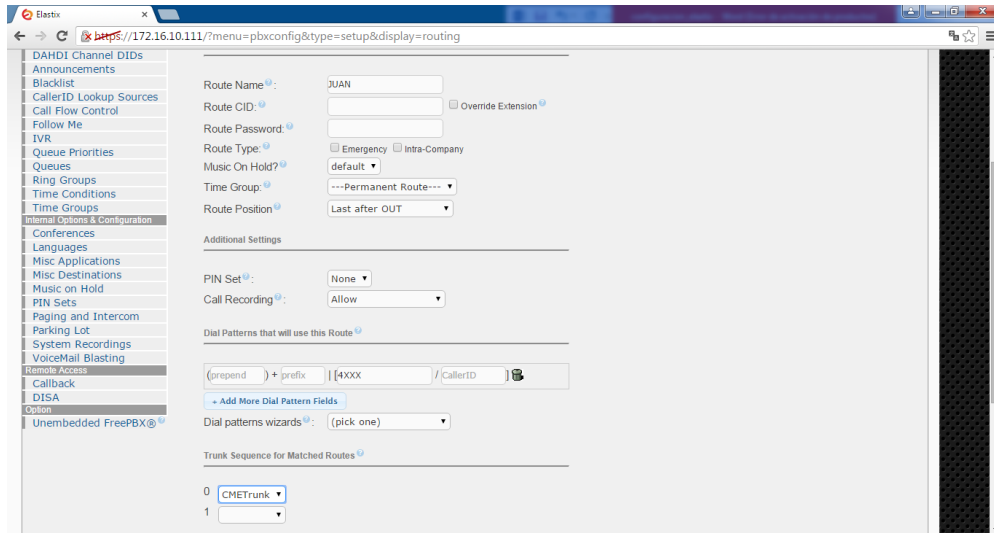 Elastix
https://172.16.10.111/?menu=pbxconfig&type=setup&display=routing
DAHDI Channel DIDs
Announcements
Blacklist
CallerID Lookup Sources
Call Flow Control
Follow Me
IVR
Queue Priorities
Queues
Ring Groups
Time Conditions
Time Groups
Internal Options & Configuration
Conferences
Languages
Misc Applications
Misc Destinations
Music on Hold
PIN Sets
Paging and Intercom
Parking Lot
System Recordings
VoiceMail Blasting
Remote Access
Callback
DISA
Option
Unembedded FreePBX®
Route Name: JUAN
Route CID: Override Extension
Route Password:
Route Type: Emergency Intra-Company
Music On Hold? default
Time Group: ---Permanent Route---
Route Position Last after OUT
Additional Settings
PIN Set: None
Call Recording: Allow
Dial Patterns that will use this Route
(prepend) + prefix | [4XXX / CallerID ]
+ Add More Dial Pattern Fields
Dial patterns wizards: (pick one)
Trunk Sequence for Matched Routes
0 CMETrunk
1